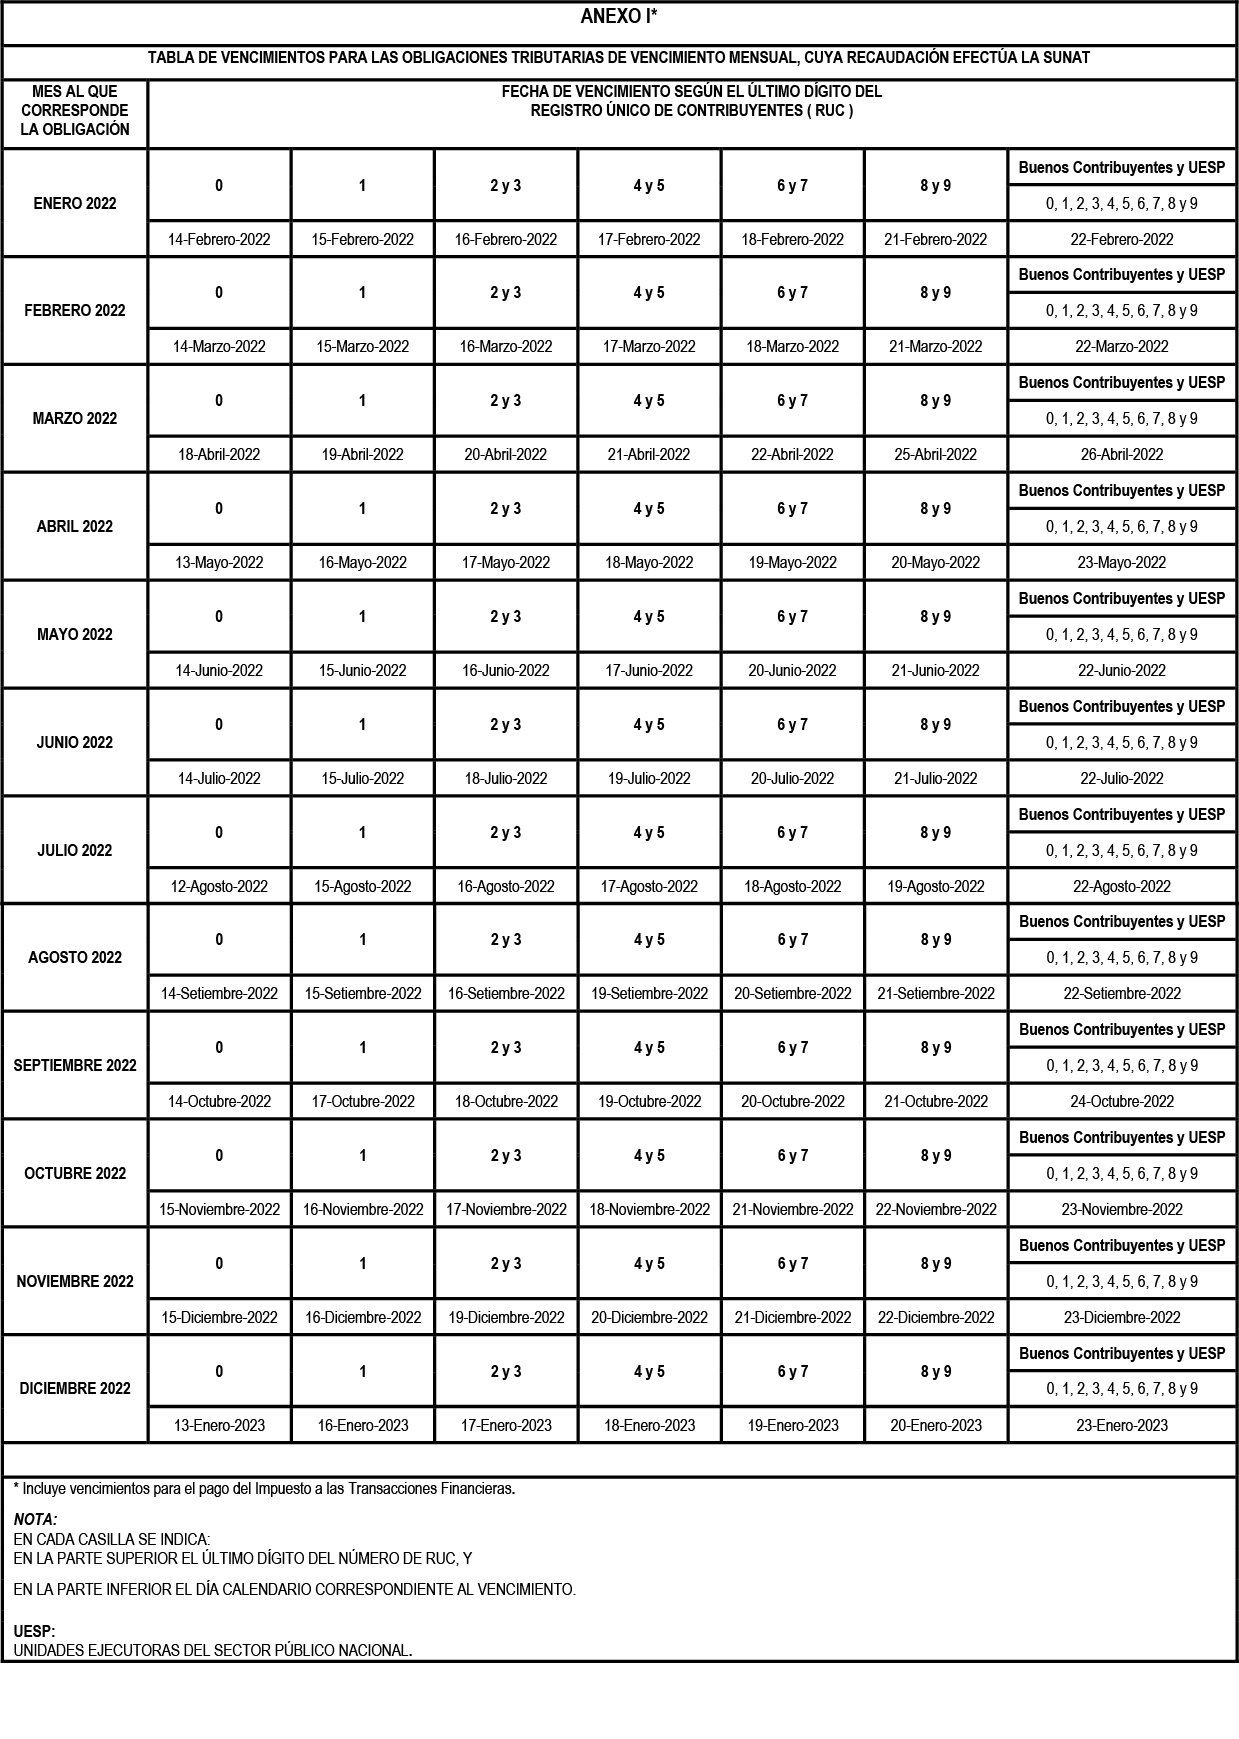 ANEXO I*
TABLA DE VENCIMIENTOS PARA LAS OBLIGACIONES TRIBUTARIAS DE VENCIMIENTO MENSUAL, CUYA RECAUDACIÓN EFECTÚA LA SUNAT
MES AL QUE
CORRESPONDE
LA OBLIGACIÓN
FECHA DE VENCIMIENTO SEGÚN EL ÚLTIMO DÍGITO DEL
REGISTRO ÚNICO DE CONTRIBUYENTES ( RUC )
ENERO 2022
0 1 2 y 3 4 y 5 6 y 7 8 y 9 Buenos Contribuyentes y UESP
0, 1, 2, 3, 4, 5, 6, 7, 8 y 9
14-Febrero-2022 15-Febrero-2022 16-Febrero-2022 17-Febrero-2022 18-Febrero-2022 21-Febrero-2022 22-Febrero-2022
FEBRERO 2022
0 1 2 y 3 4 y 5 6 y 7 8 y 9 Buenos Contribuyentes y UESP
0, 1, 2, 3, 4, 5, 6, 7, 8 y 9
14-Marzo-2022 15-Marzo-2022 16-Marzo-2022 17-Marzo-2022 18-Marzo-2022 21-Marzo-2022 22-Marzo-2022
MARZO 2022
0 1 2 y 3 4 y 5 6 y 7 8 y 9 Buenos Contribuyentes y UESP
0, 1, 2, 3, 4, 5, 6, 7, 8 y 9
18-Abril-2022 19-Abril-2022 20-Abril-2022 21-Abril-2022 22-Abril-2022 25-Abril-2022 26-Abril-2022
ABRIL 2022
0 1 2 y 3 4 y 5 6 y 7 8 y 9 Buenos Contribuyentes y UESP
0, 1, 2, 3, 4, 5, 6, 7, 8 y 9
13-Mayo-2022 16-Mayo-2022 17-Mayo-2022 18-Mayo-2022 19-Mayo-2022 20-Mayo-2022 23-Mayo-2022
MAYO 2022
0 1 2 y 3 4 y 5 6 y 7 8 y 9 Buenos Contribuyentes y UESP
0, 1, 2, 3, 4, 5, 6, 7, 8 y 9
14-Junio-2022 15-Junio-2022 16-Junio-2022 17-Junio-2022 20-Junio-2022 21-Junio-2022 22-Junio-2022
JUNIO 2022
0 1 2 y 3 4 y 5 6 y 7 8 y 9 Buenos Contribuyentes y UESP
0, 1, 2, 3, 4, 5, 6, 7, 8 y 9
14-Julio-2022 15-Julio-2022 18-Julio-2022 19-Julio-2022 20-Julio-2022 21-Julio-2022 22-Julio-2022
JULIO 2022
0 1 2 y 3 4 y 5 6 y 7 8 y 9 Buenos Contribuyentes y UESP
0, 1, 2, 3, 4, 5, 6, 7, 8 y 9
12-Agosto-2022 15-Agosto-2022 16-Agosto-2022 17-Agosto-2022 18-Agosto-2022 19-Agosto-2022 22-Agosto-2022
AGOSTO 2022
0 1 2 y 3 4 y 5 6 y 7 8 y 9 Buenos Contribuyentes y UESP
0, 1, 2, 3, 4, 5, 6, 7, 8 y 9
14-Setiembre-2022 15-Setiembre-2022 16-Setiembre-2022 19-Setiembre-2022 20-Setiembre-2022 21-Setiembre-2022 22-Setiembre-2022
SEPTIEMBRE 2022
0 1 2 y 3 4 y 5 6 y 7 8 y 9 Buenos Contribuyentes y UESP
0, 1, 2, 3, 4, 5, 6, 7, 8 y 9
14-Octubre-2022 17-Octubre-2022 18-Octubre-2022 19-Octubre-2022 20-Octubre-2022 21-Octubre-2022 24-Octubre-2022
OCTUBRE 2022
0 1 2 y 3 4 y 5 6 y 7 8 y 9 Buenos Contribuyentes y UESP
0, 1, 2, 3, 4, 5, 6, 7, 8 y 9
15-Noviembre-2022 16-Noviembre-2022 17-Noviembre-2022 18-Noviembre-2022 21-Noviembre-2022 22-Noviembre-2022 23-Noviembre-2022
NOVIEMBRE 2022
0 1 2 y 3 4 y 5 6 y 7 8 y 9 Buenos Contribuyentes y UESP
0, 1, 2, 3, 4, 5, 6, 7, 8 y 9
15-Diciembre-2022 16-Diciembre-2022 19-Diciembre-2022 20-Diciembre-2022 21-Diciembre-2022 22-Diciembre-2022 23-Diciembre-2022
DICIEMBRE 2022
0 1 2 y 3 4 y 5 6 y 7 8 y 9 Buenos Contribuyentes y UESP
0, 1, 2, 3, 4, 5, 6, 7, 8 y 9
13-Enero-2023 16-Enero-2023 17-Enero-2023 18-Enero-2023 19-Enero-2023 20-Enero-2023 23-Enero-2023
* Incluye vencimientos para el pago del Impuesto a las Transacciones Financieras.
NOTA:
EN CADA CASILLA SE INDICA:
EN LA PARTE SUPERIOR EL ÚLTIMO DÍGITO DEL NÚMERO DE RUC, Y
EN LA PARTE INFERIOR EL DÍA CALENDARIO CORRESPONDIENTE AL VENCIMIENTO.
UESP:
UNIDADES EJECUTORAS DEL SECTOR PÚBLICO NACIONAL.